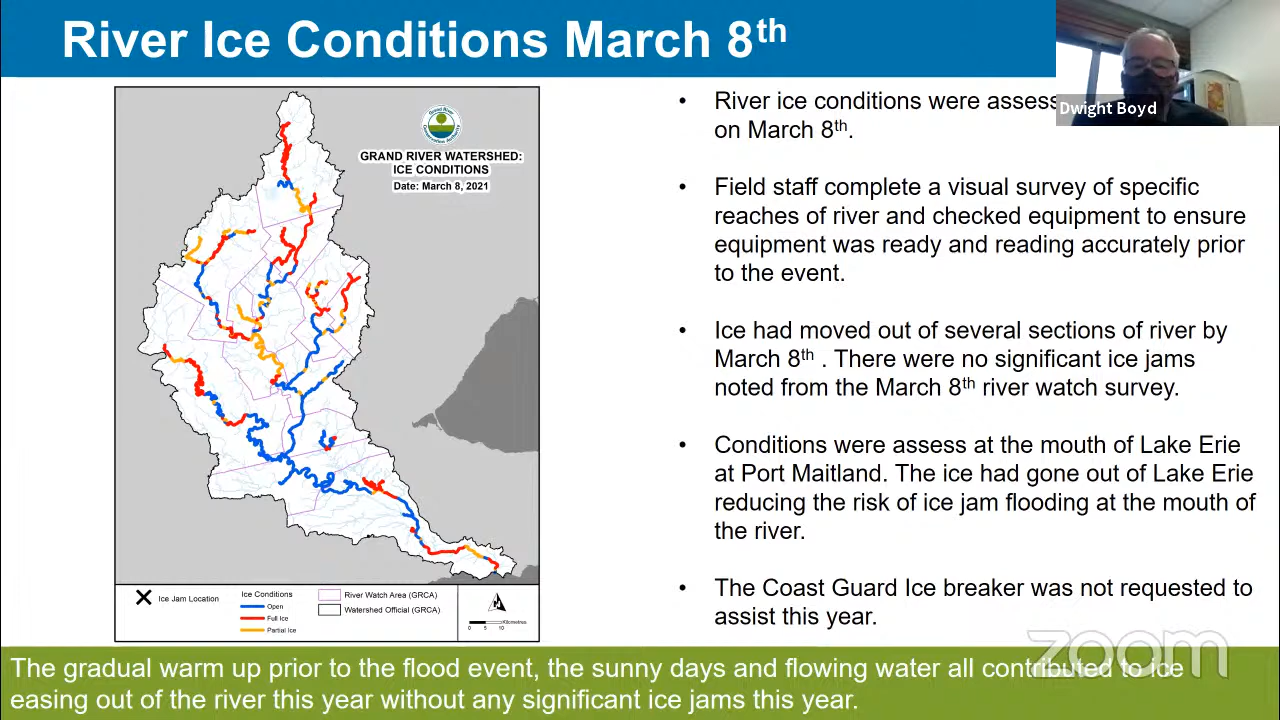 River Ice Conditions March 8th
Dwight Boyd
GRAND RIVER WATERSHED:
ICE CONDITIONS
Date: March 8, 2021
Ice Jam Location
Ice Conditions
Open
Full Ice
Partial Ice
River Watch Area (GRCA)
Watershed Official (GRCA)
Kilometres
0 5 10
• River ice conditions were assess
on March 8th.
• Field staff complete a visual survey of specific
reaches of river and checked equipment to ensure
equipment was ready and reading accurately prior
to the event.
• Ice had moved out of several sections of river by
March 8th . There were no significant ice jams
noted from the March 8th river watch survey.
• Conditions were assess at the mouth of Lake Erie
at Port Maitland. The ice had gone out of Lake Erie
reducing the risk of ice jam flooding at the mouth of
the river.
• The Coast Guard Ice breaker was not requested to
assist this year.
zoom
The gradual warm up prior to the flood event, the sunny days and flowing water all contributed to ice
easing out of the river this year without any significant ice jams this year.